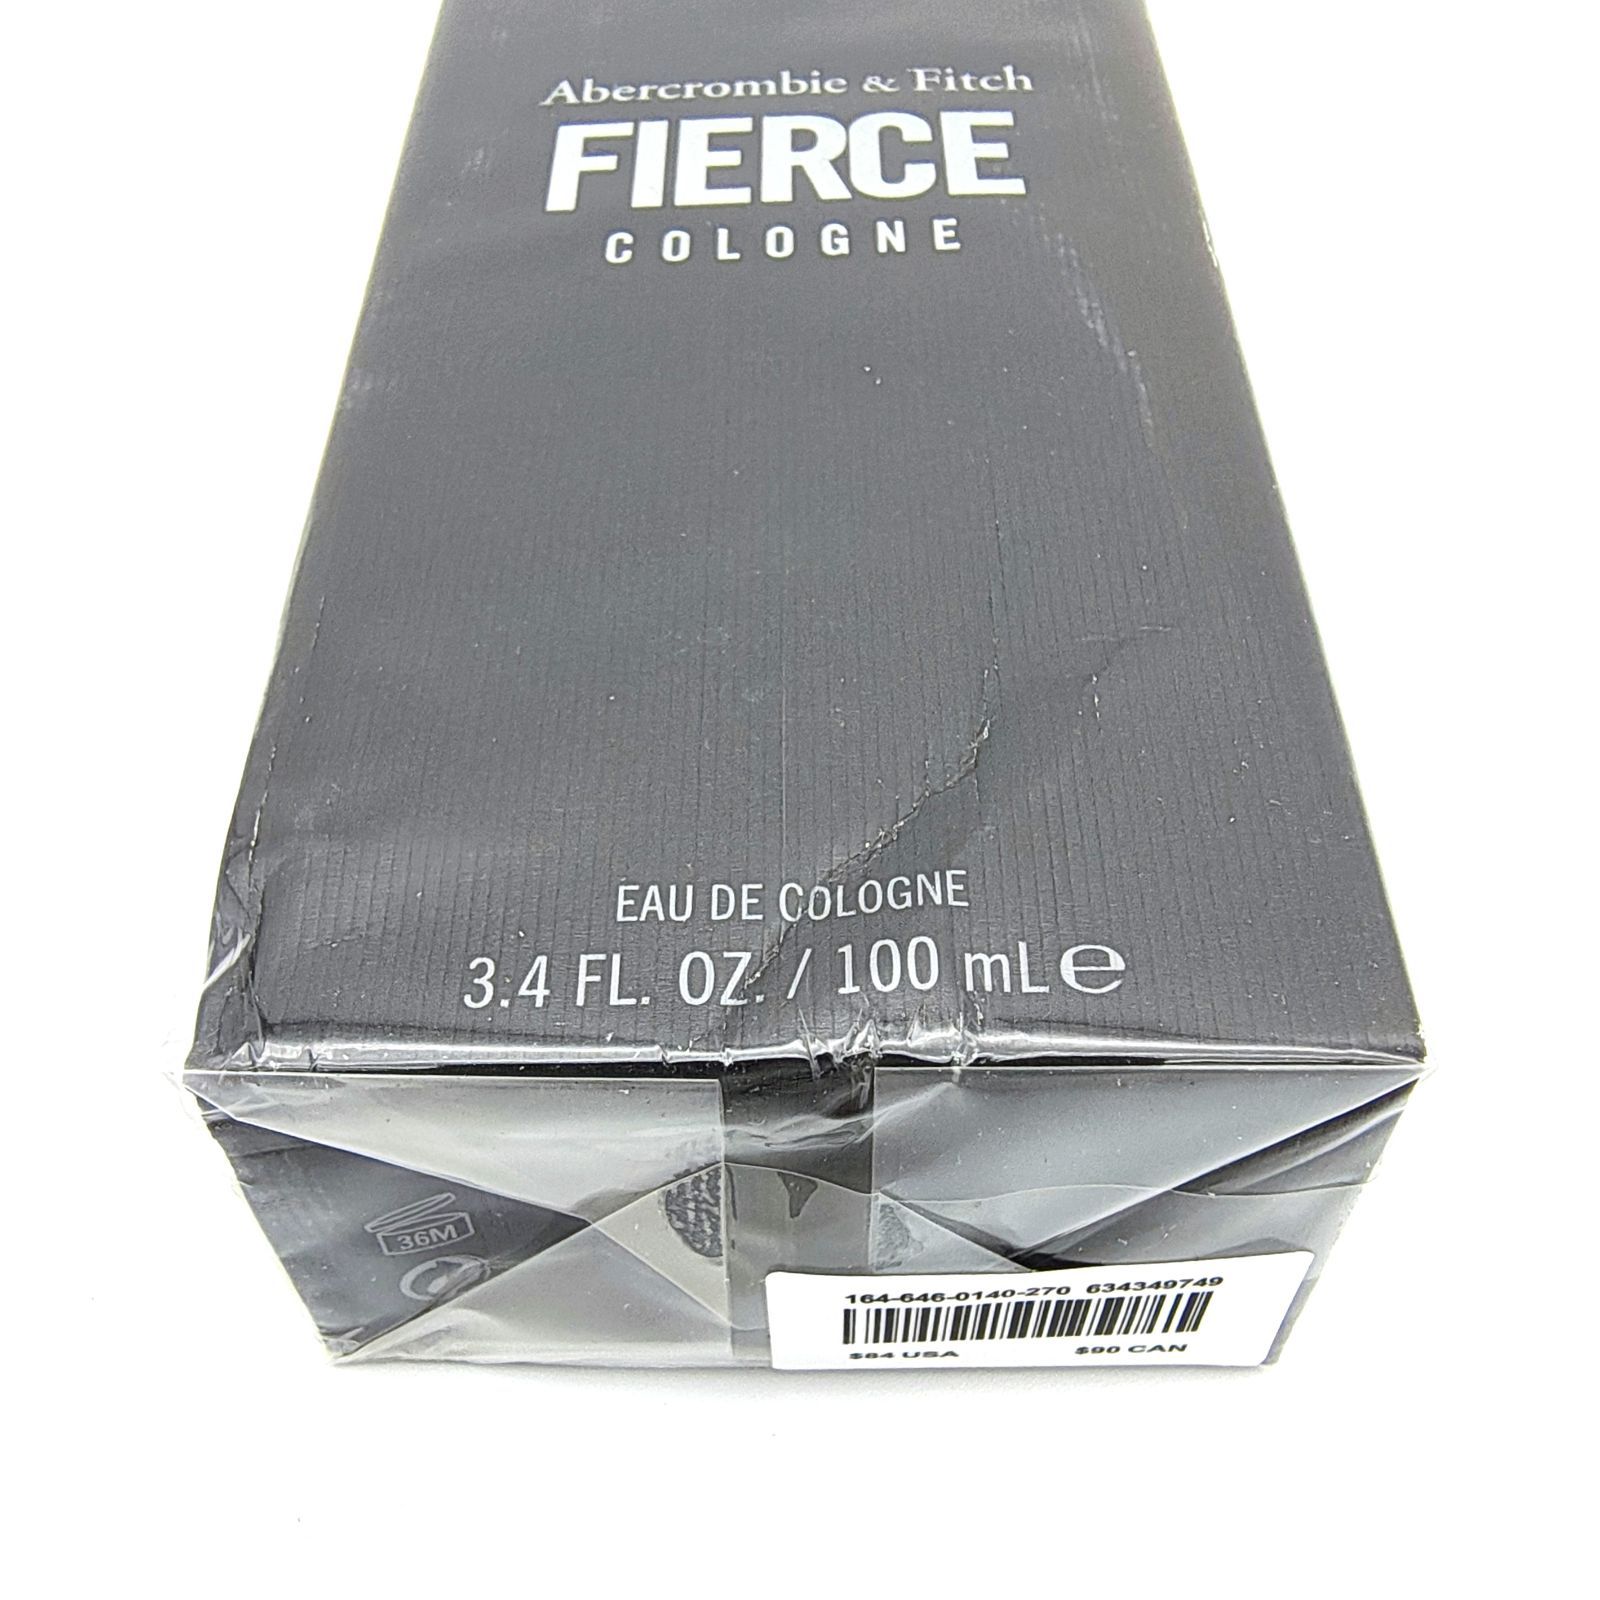 Abercrombie & Fitch
FIERCE
COLOGNE
EAU DE COLOGNE
3.4 FL. OZ. / 100 mL ℮
36M
164-646-0140-270 634349749
$84 USA $90 CAN